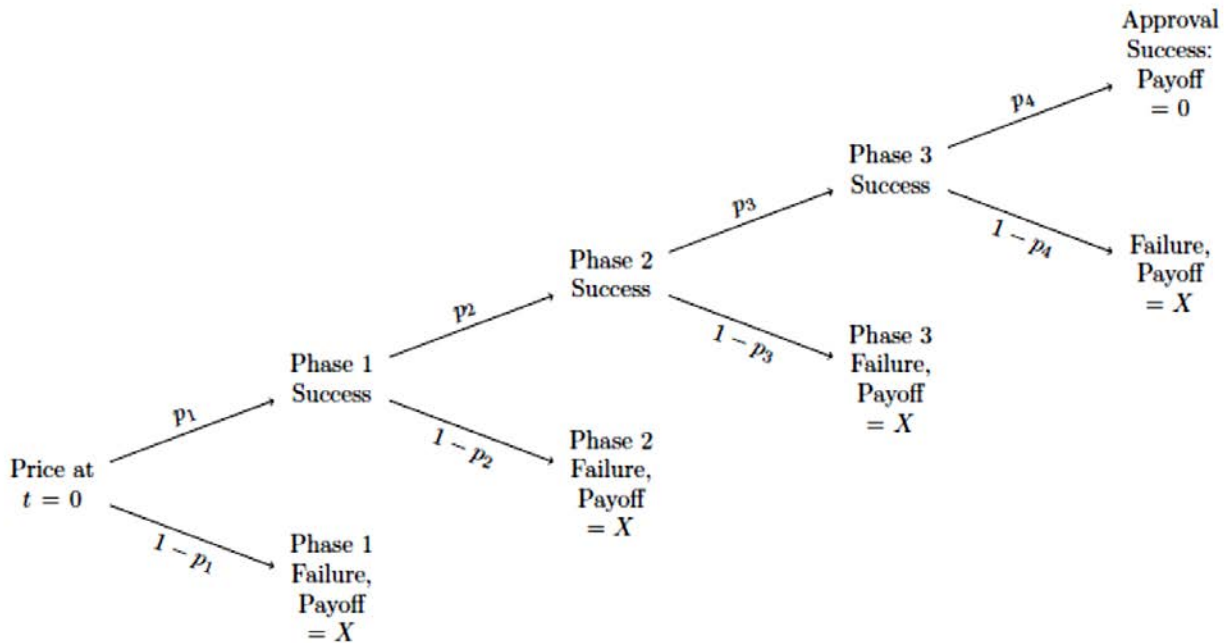 Approval
Success:
Payoff
= 0
p4
Phase 3
Success
1 − p4
Failure,
Payoff
= X
p3
Phase 2
Success
1 − p3
Phase 3
Failure,
Payoff
= X
p2
Phase 1
Success
1 − p2
Phase 2
Failure,
Payoff
= X
p1
Price at
t = 0
1 − p1
Phase 1
Failure,
Payoff
= X